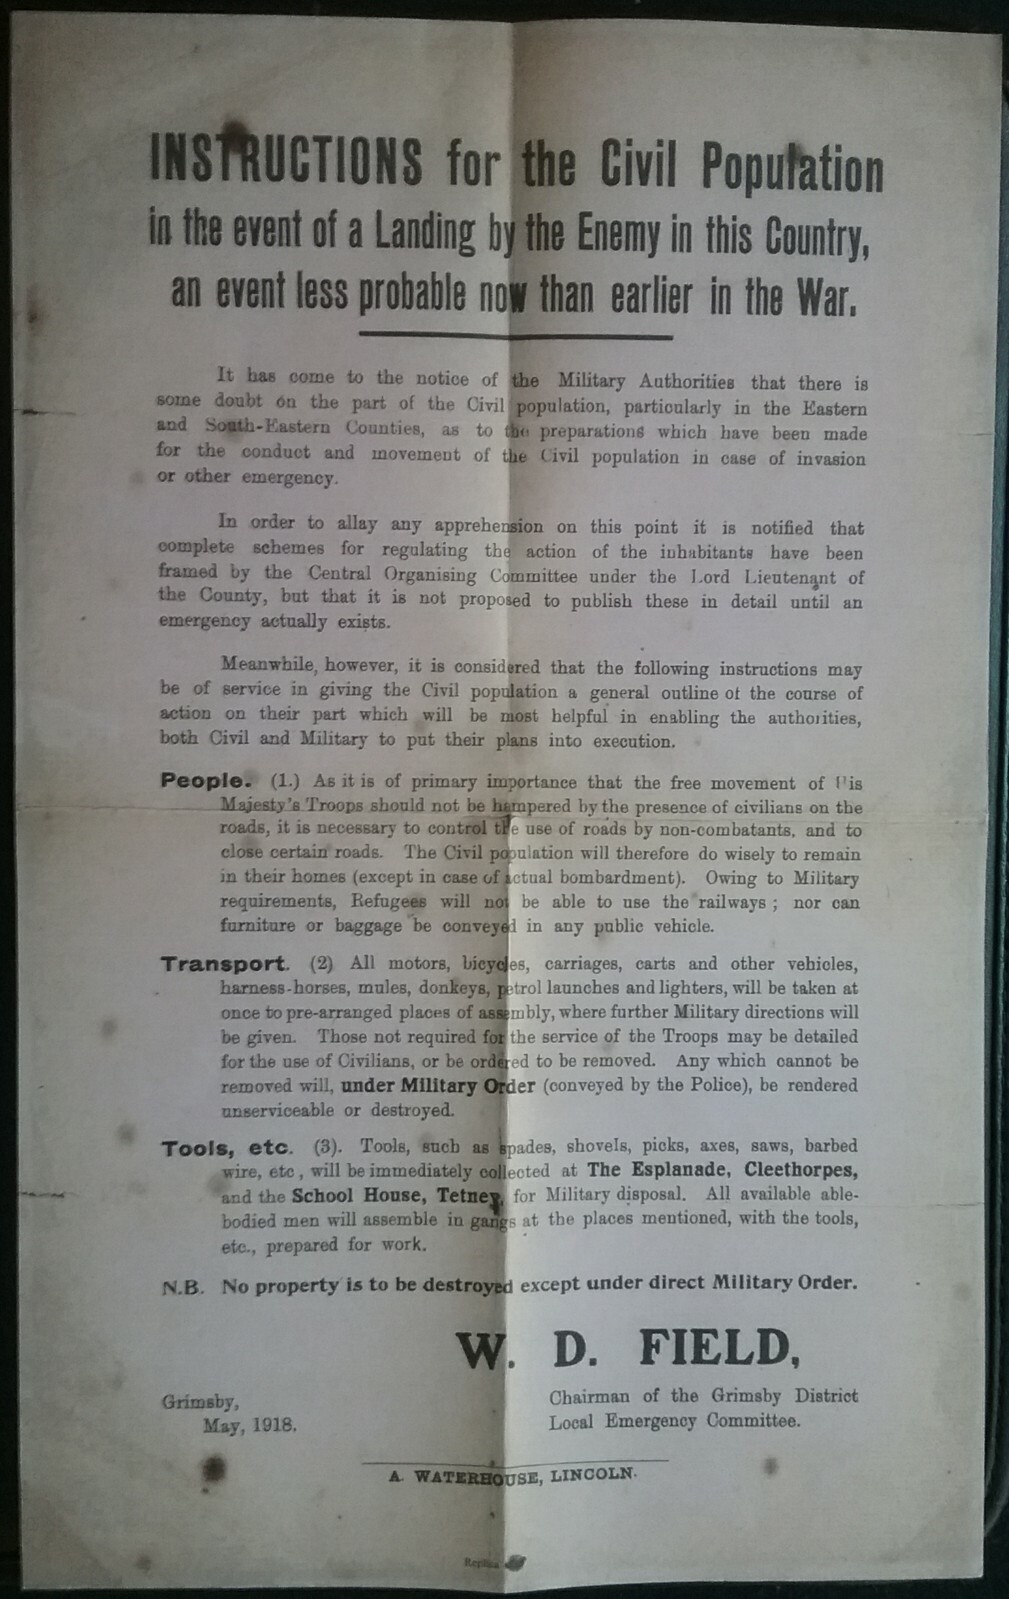 INSTRUCTIONS for the Civil Population
in the event of a Landing by the Enemy in this Country,
an event less probable now than earlier in the War.
It has come to the notice of the Military Authorities that there is
some doubt on the part of the Civil population, particularly in the Eastern
and South-Eastern Counties, as to the preparations which have been made
for the conduct and movement of the Civil population in case of invasion
or other emergency.
In order to allay any apprehension on this point it is notified that
complete schemes for regulating the action of the inhabitants have been
framed by the Central Organising Committee under the Lord Lieutenant of
the County, but that it is not proposed to publish these in detail until an
emergency actually exists.
Meanwhile, however, it is considered that the following instructions may
be of service in giving the Civil population a general outline of the course of
action on their part which will be most helpful in enabling the authorities,
both Civil and Military to put their plans into execution.
People. (1.) As it is of primary importance that the free movement of His
Majesty's Troops should not be hampered by the presence of civilians on the
roads, it is necessary to control the use of roads by non-combatants, and to
close certain roads. The Civil population will therefore do wisely to remain
in their homes (except in case of actual bombardment). Owing to Military
requirements, Refugees will not be able to use the railways ; nor can
furniture or baggage be conveyed in any public vehicle.
Transport. (2) All motors, bicycles, carriages, carts and other vehicles,
harness-horses, mules, donkeys, petrol launches and lighters, will be taken at
once to pre-arranged places of assembly, where further Military directions will
be given. Those not required for the service of the Troops may be detailed
for the use of Civilians, or be ordered to be removed. Any which cannot be
removed will, under Military Order (conveyed by the Police), be rendered
unserviceable or destroyed.
Tools, etc. (3). Tools, such as spades, shovels, picks, axes, saws, barbed
wire, etc , will be immediately collected at The Esplanade, Cleethorpes,
and the School House, Tetney, for Military disposal. All available able-
bodied men will assemble in gangs at the places mentioned, with the tools,
etc., prepared for work.
N.B. No property is to be destroyed except under direct Military Order.
W. D. FIELD,
Chairman of the Grimsby District
Local Emergency Committee.
Grimsby,
May, 1918.
A. WATERHOUSE, LINCOLN.
Replica